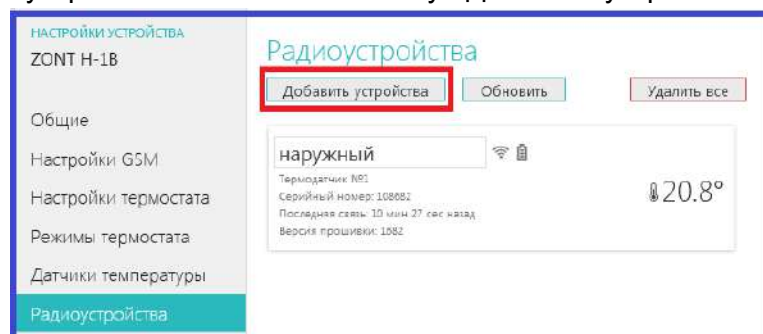 НАСТРОЙКИ УСТРОЙСТВА
ZONT H-1B
Общие
Настройки GSM
Настройки термостата
Режимы термостата
Датчики температуры
Радиоустройства
Радиоустройства
Добавить устройства
Обновить
Удалить все
наружный
Термодатчик №1
Серийный номер: 108682
Последняя связь: 10 мин 27 сек назад
Версия прошивки: 1682
20.8°